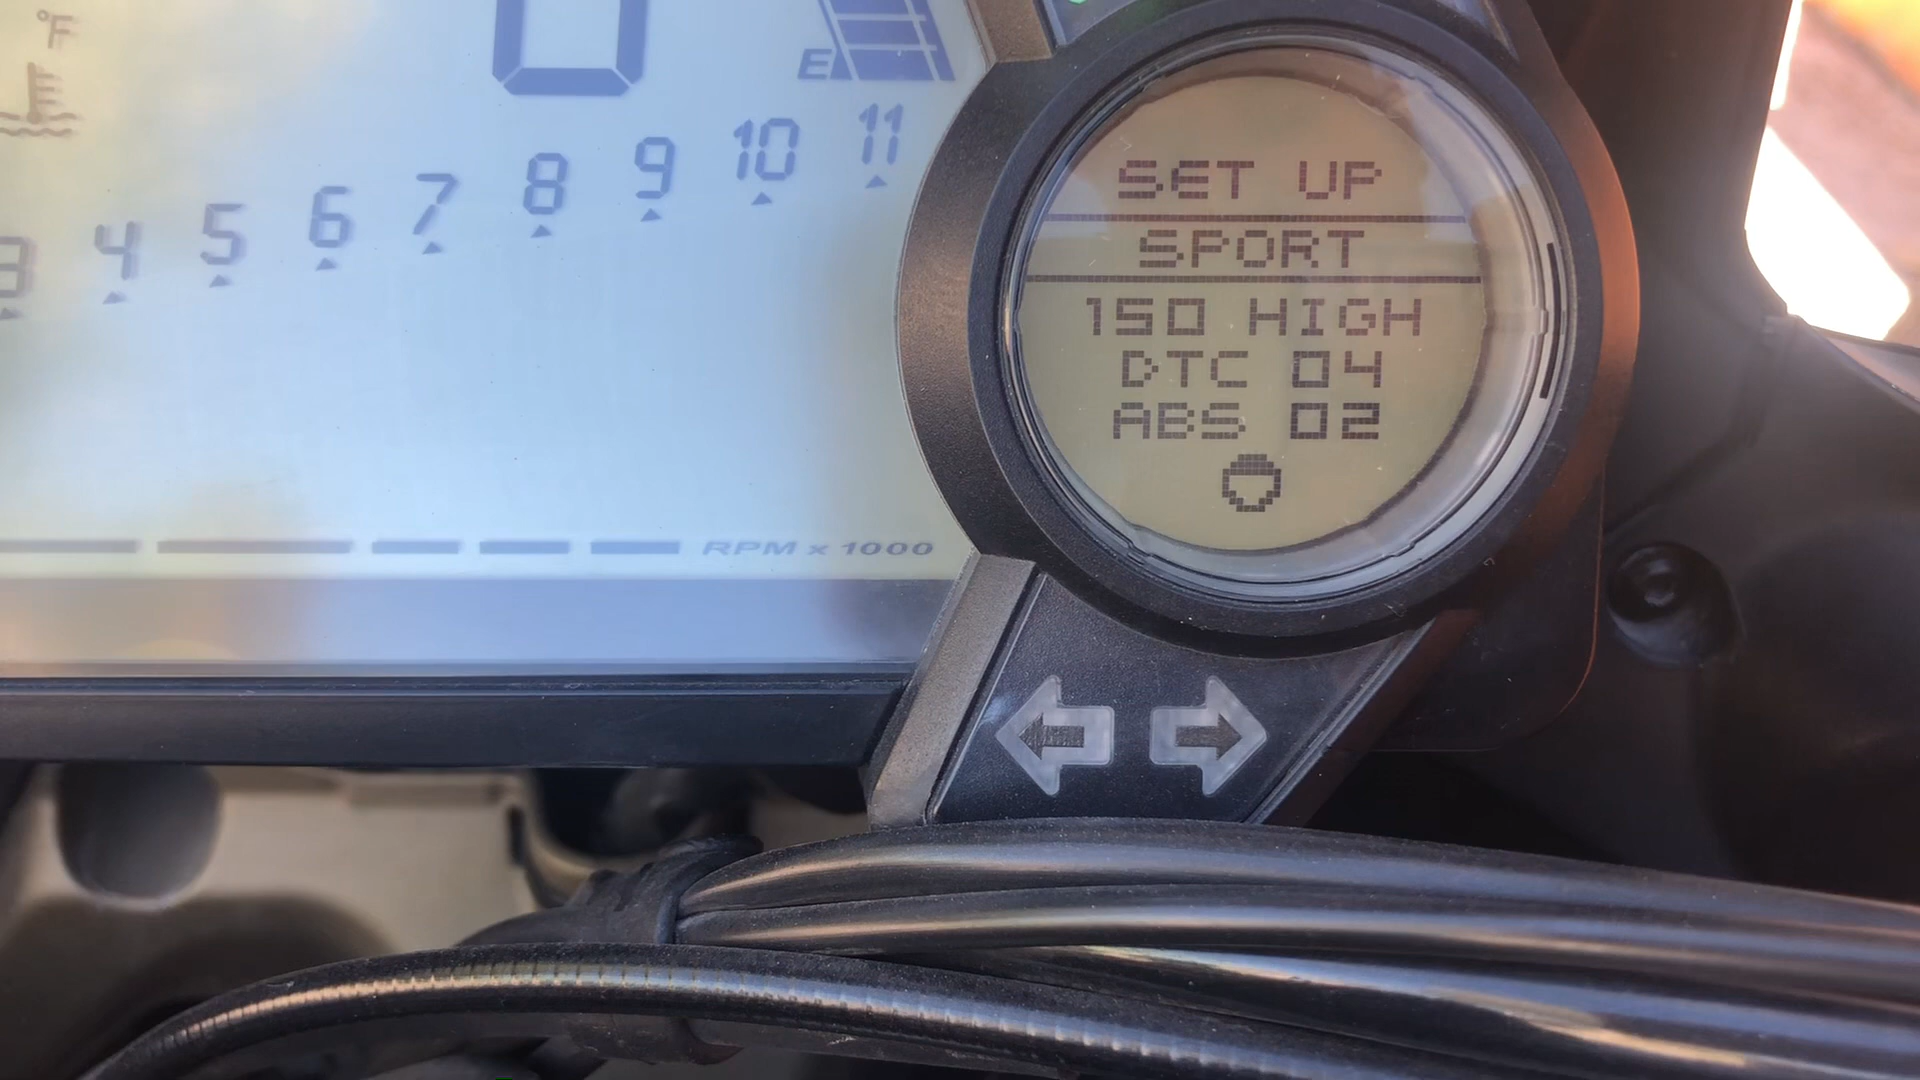 °F
0
E
3 4 5 6 7 8 9 10 11
RPM x 1000
SET UP
SPORT
150 HIGH
DTC 04
ABS 02